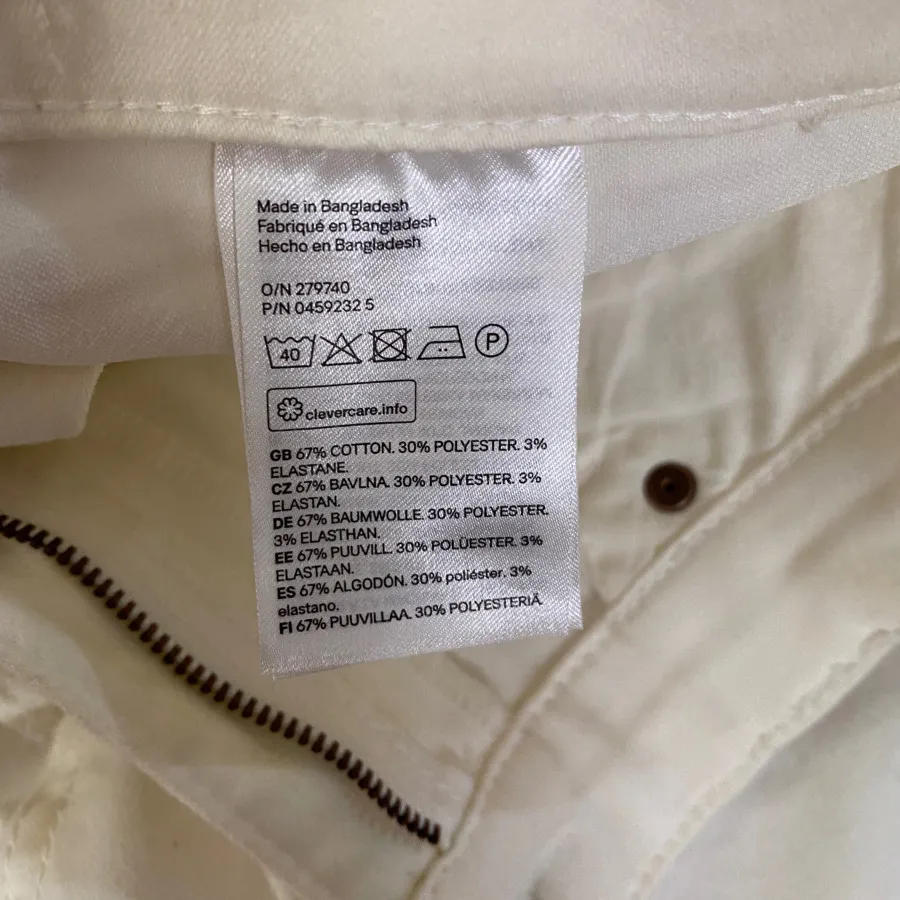 Made in Bangladesh
Fabriqué en Bangladesh
Hecho en Bangladesh
O/N 279740
P/N 0459232 5
40 P
clevercare.info
GB 67% COTTON. 30% POLYESTER. 3%
ELASTANE.
CZ 67% BAVLNA. 30% POLYESTER. 3%
ELASTAN.
DE 67% BAUMWOLLE. 30% POLYESTER.
3% ELASTHAN.
EE 67% PUUVILL. 30% POLÜESTER. 3%
ELASTAAN.
ES 67% ALGODÓN. 30% poliéster. 3%
elastano.
FI 67% PUUVILLAA. 30% POLYESTERIÄ.